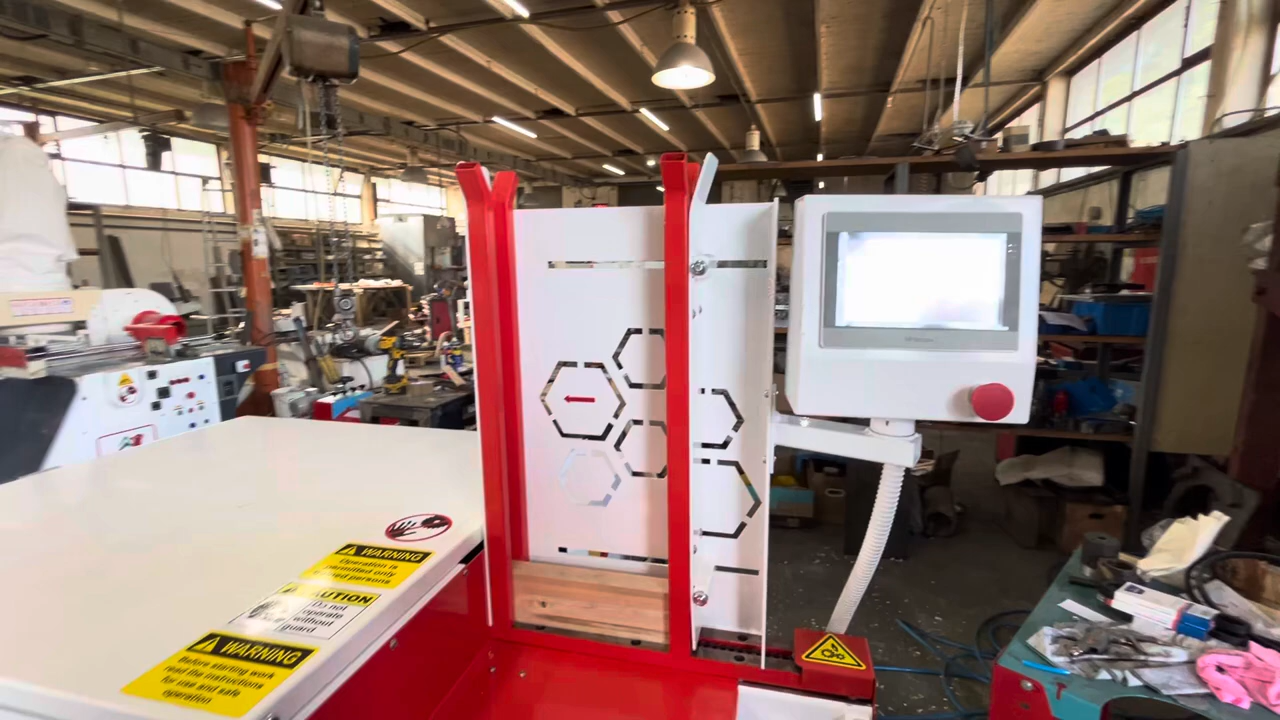 WARNING
Operation is
permitted only
persons
CAUTION
Do not
operate
without
guard
WARNING
Before starting work
read the instructions
for use and safe
operation